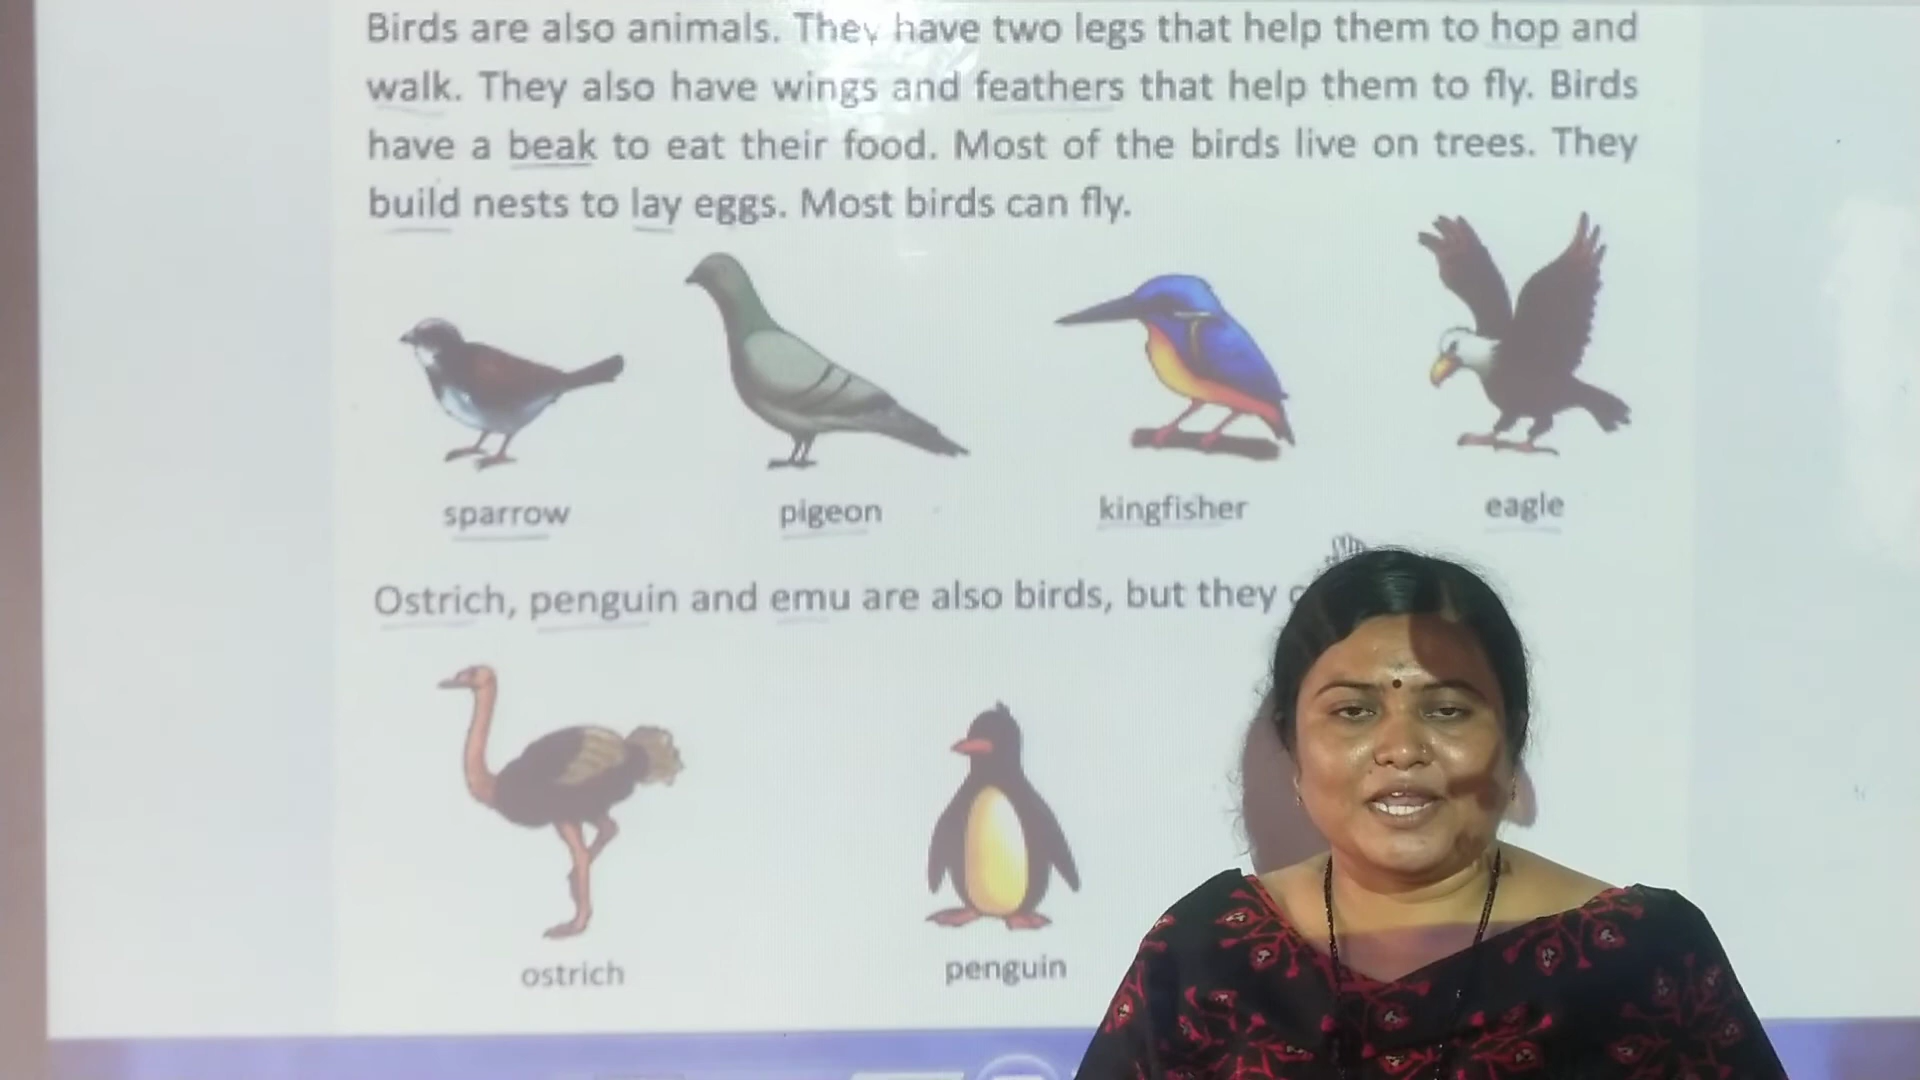 Birds are also animals. They have two legs that help them to hop and
walk. They also have wings and feathers that help them to fly. Birds
have a beak to eat their food. Most of the birds live on trees. They
build nests to lay eggs. Most birds can fly.
sparrow pigeon kingfisher eagle
Ostrich, penguin and emu are also birds, but they
ostrich penguin